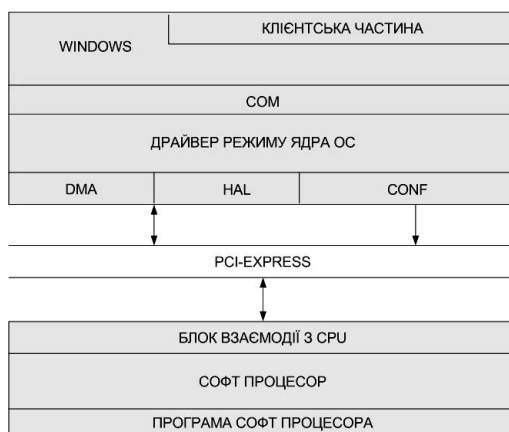 КЛІЄНТСЬКА ЧАСТИНА
WINDOWS
COM
ДРАЙВЕР РЕЖИМУ ЯДРА ОС
DMA HAL CONF
PCI-EXPRESS
БЛОК ВЗАЄМОДІЇ З CPU
СОФТ ПРОЦЕСОР
ПРОГРАМА СОФТ ПРОЦЕСОРА